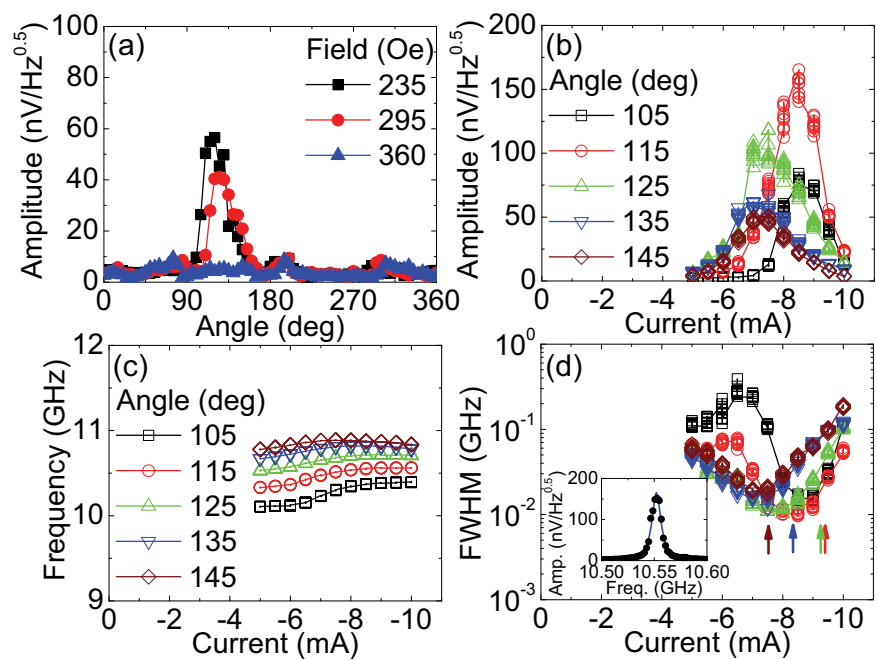 (a)
Field (Oe)
235
295
360
Amplitude (nV/Hz^0.5)
0 20 40 60 80 100
0 90 180 270 360
Angle (deg)
(b)
Angle (deg)
105
115
125
135
145
Amplitude (nV/Hz^0.5)
0 50 100 150 200
0 -2 -4 -6 -8 -10
Current (mA)
(c)
Angle (deg)
105
115
125
135
145
Frequency (GHz)
9 10 11 12
0 -2 -4 -6 -8 -10
Current (mA)
(d)
FWHM (GHz)
10^-3 10^-2 10^-1 10^0
0 -2 -4 -6 -8 -10
Current (mA)
Amp. (nV/Hz^0.5)
0 100 200
10.50 10.55 10.60
Freq. (GHz)